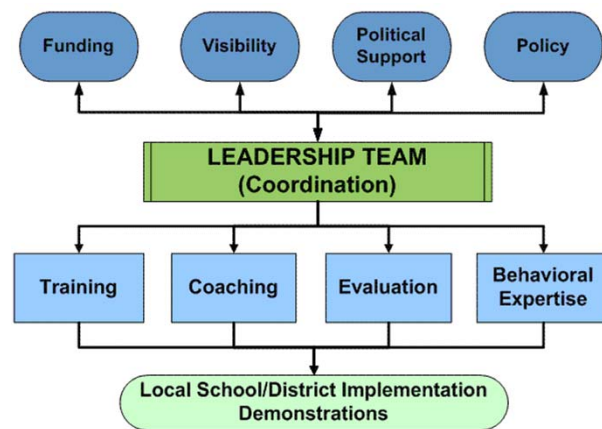 Funding
Visibility
Political
Support
Policy
LEADERSHIP TEAM
(Coordination)
Training
Coaching
Evaluation
Behavioral
Expertise
Local School/District Implementation
Demonstrations